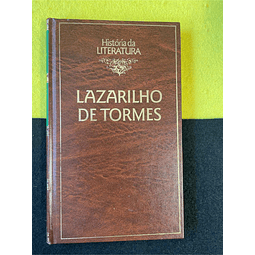 História da
LITERATURA
LAZARILHO
DE TORMES